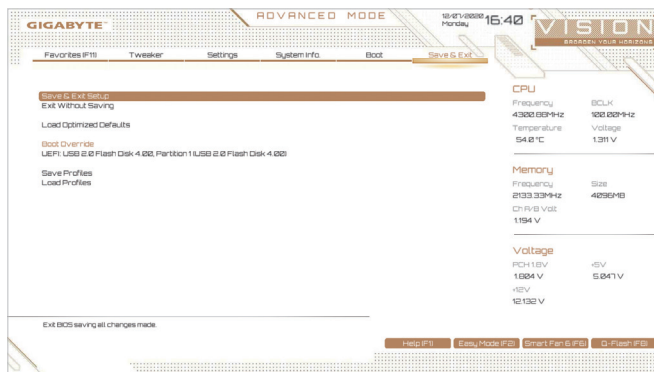 GIGABYTE™
ADVANCED MODE
12/07/2020
Monday
16:40
VISION
BROADEN YOUR HORIZONS
Favorites (F11)
Tweaker
Settings
System Info.
Boot
Save & Exit
Save & Exit Setup
Exit Without Saving
Load Optimized Defaults
Boot Override
UEFI: USB 2.0 Flash Disk 4.00, Partition 1 (USB 2.0 Flash Disk 4.00)
Save Profiles
Load Profiles
CPU
Frequency BCLK
4300.88MHz 100.00MHz
Temperature Voltage
54.0 °C 1.311 V
Memory
Frequency Size
2133.33MHz 4096MB
Ch A/B Volt
1.194 V
Voltage
PCH 1.8V +5V
1.804 V 5.047 V
+12V
12.132 V
Exit BIOS saving all changes made.
Help (F1)
Easy Mode (F2)
Smart Fan 6 (F6)
Q-Flash (F8)